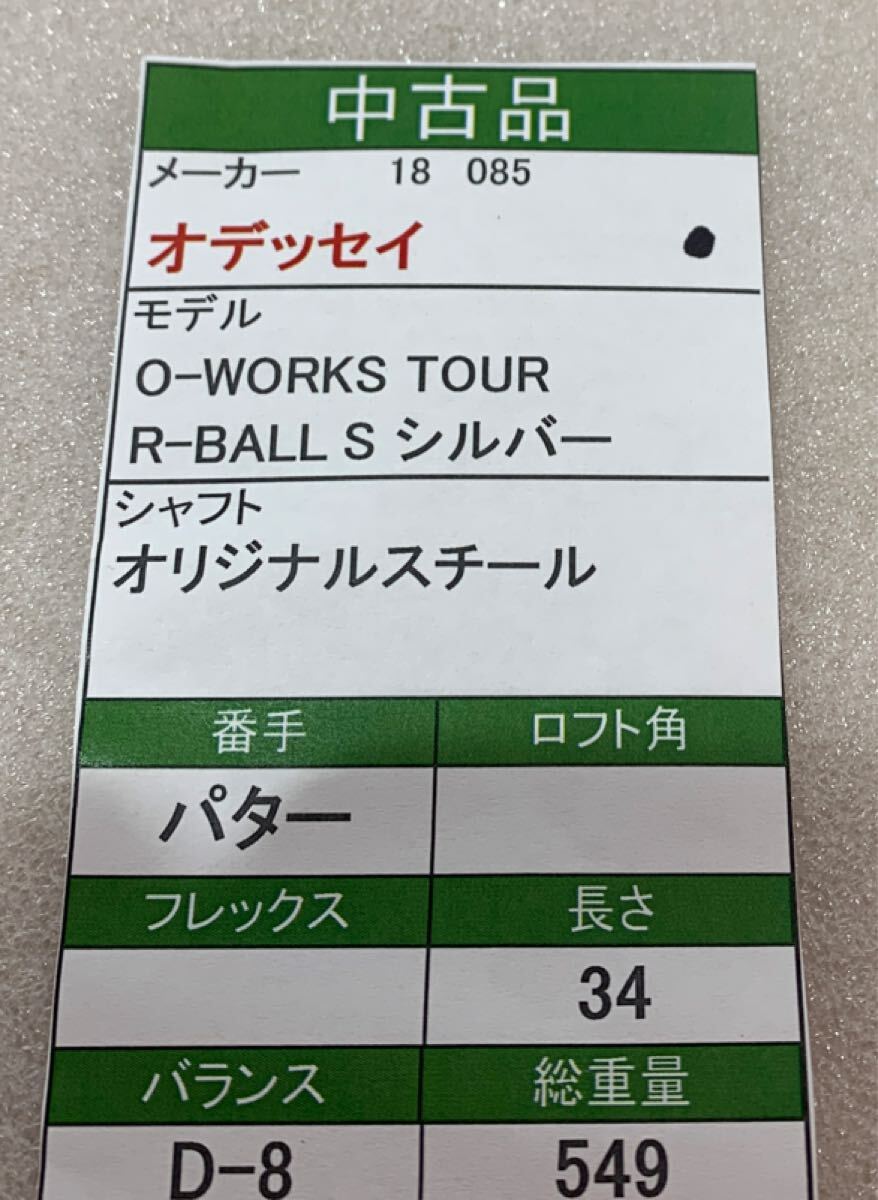 中古品
メーカー 18 085
オデッセイ
モデル
O-WORKS TOUR
R-BALL S シルバー
シャフト
オリジナルスチール
番手 ロフト角
パター
フレックス 長さ
34
バランス 総重量
D-8 549